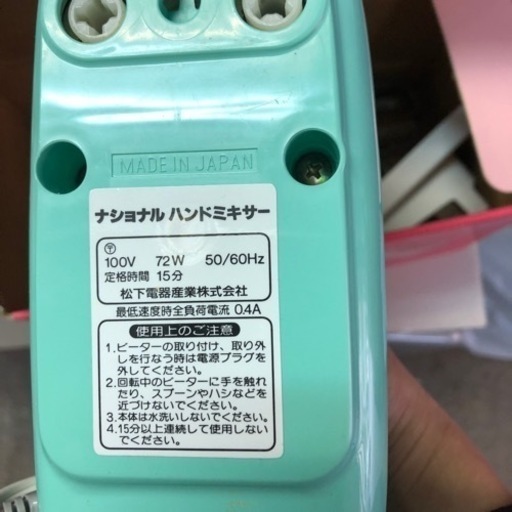 MADE IN JAPAN
ナショナル ハンドミキサー
100V 72W 50/60Hz
定格時間 15分
松下電器産業株式会社
最低速度時全負荷電流 0.4A
使用上のご注意
1.ビーターの取り付け、取り外
しを行なう時は電源プラグを
外してください。
2.回転中のビーターに手を触れ
たり、スプーンやハシなどを
近づけないでください。
3.本体は水洗いしないでください。
4.15分以上連続して使用しない
でください。